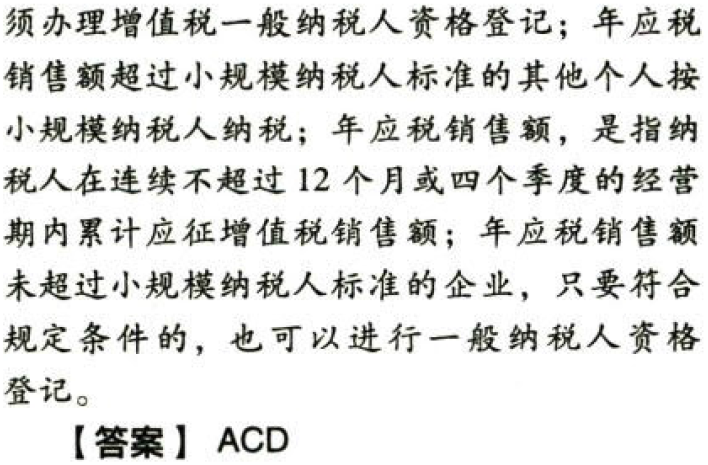 须办理增值税一般纳税人资格登记；年应税
销售额超过小规模纳税人标准的其他个人按
小规模纳税人纳税；年应税销售额，是指纳
税人在连续不超过 12 个月或四个季度的经营
期内累计应征增值税销售额；年应税销售额
未超过小规模纳税人标准的企业，只要符合
规定条件的，也可以进行一般纳税人资格
登记。
【答案】 ACD